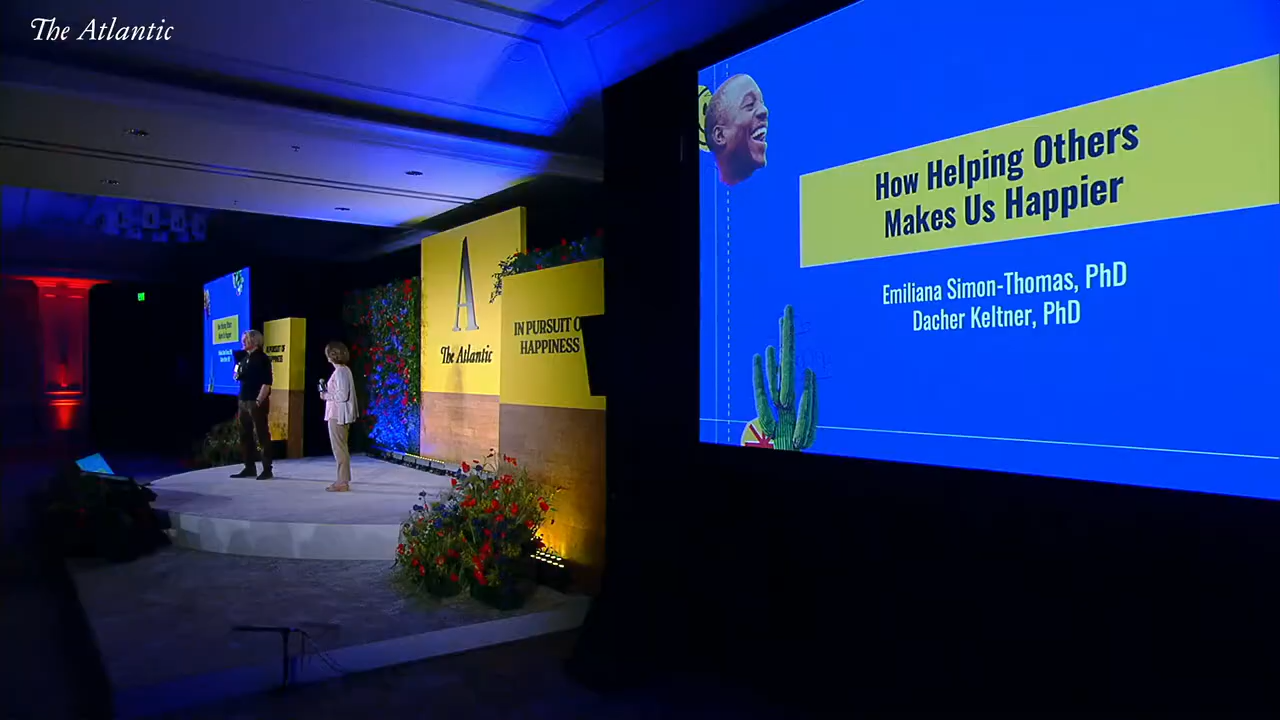 The Atlantic
How Helping Others
Makes Us Happier
Emiliana Simon-Thomas, PhD
Dacher Keltner, PhD
A
The Atlantic
IN PURSUIT O
HAPPINESS